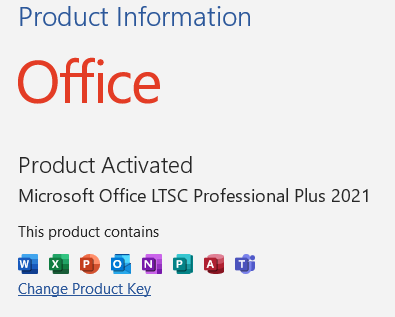 Product Information
Office
Product Activated
Microsoft Office LTSC Professional Plus 2021
This product contains
W X P O N P A T
Change Product Key